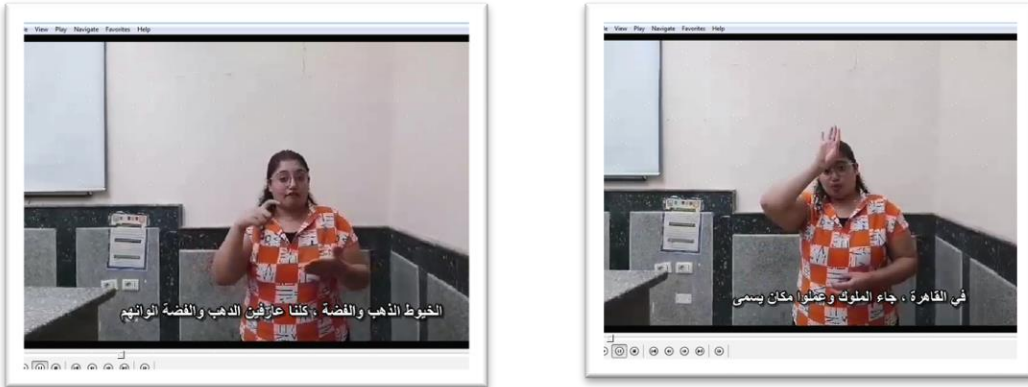 View Play Navigate Favorites Help
الخيوط الذهب والفضة ، كلنا عارفين الدهب والفضة الوانهم
View Play Navigate Favorites Help
في القاهرة ، جاء الملوك وعملوا مكان يسمى